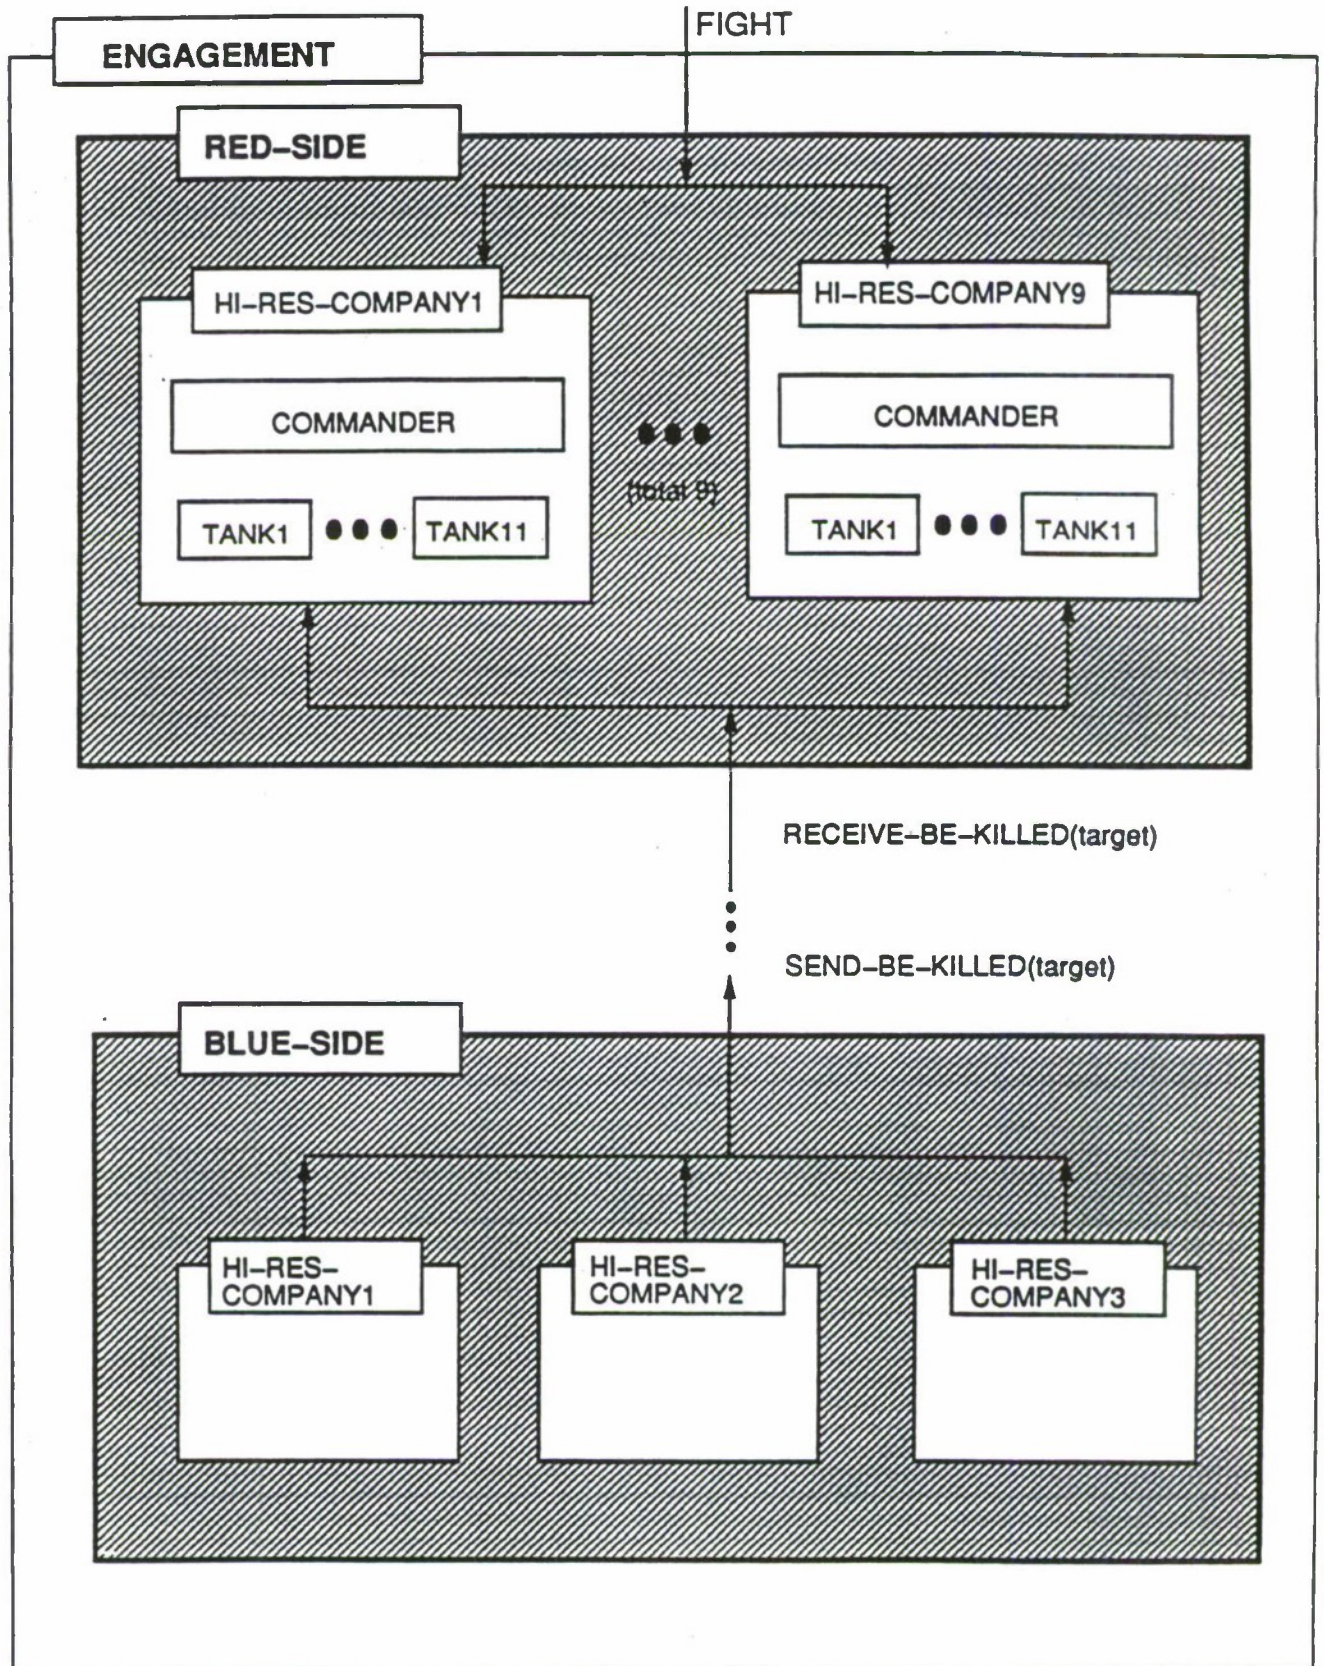 FIGHT
ENGAGEMENT
RED–SIDE
HI–RES–COMPANY1
HI–RES–COMPANY9
COMMANDER
COMMANDER
(total 9)
TANK1
TANK11
TANK1
TANK11
RECEIVE–BE–KILLED(target)
SEND–BE–KILLED(target)
BLUE–SIDE
HI–RES–
COMPANY1
HI–RES–
COMPANY2
HI–RES–
COMPANY3